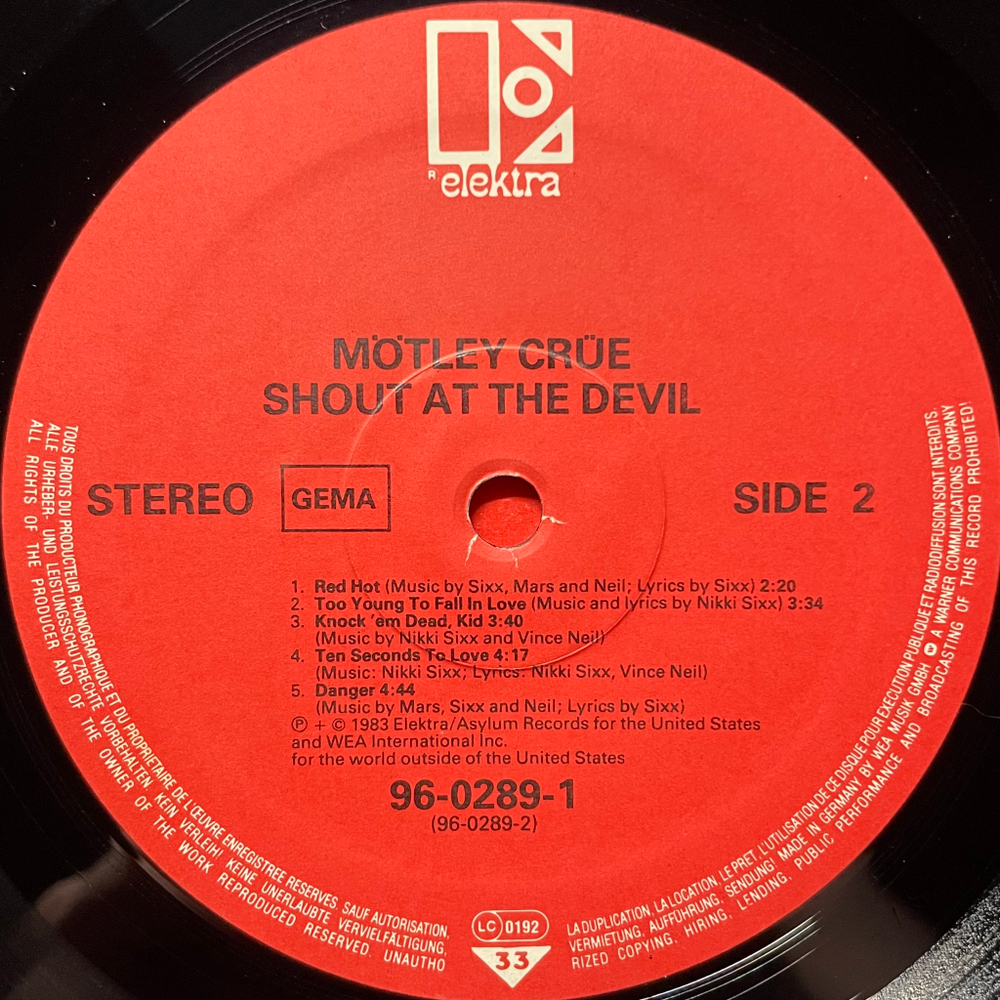 R elektra
MÖTLEY CRÜE
SHOUT AT THE DEVIL
STEREO GEMA SIDE 2
1. Red Hot (Music by Sixx, Mars and Neil; Lyrics by Sixx) 2:20
2. Too Young To Fall In Love (Music and lyrics by Nikki Sixx) 3:34
3. Knock 'em Dead, Kid 3:40
(Music by Nikki Sixx and Vince Neil)
4. Ten Seconds To Love 4:17
(Music: Nikki Sixx; Lyrics: Nikki Sixx, Vince Neil)
5. Danger 4:44
(Music by Mars, Sixx and Neil; Lyrics by Sixx)
Ⓟ + © 1983 Elektra/Asylum Records for the United States
and WEA International Inc.
for the world outside of the United States
96-0289-1
(96-0289-2)
TOUS DROITS DU PRODUCTEUR PHONOGRAPHIQUE ET DU PROPRIETAIRE DE L'ŒUVRE ENREGISTREE RESERVES. SAUF AUTORISATION,
LA DUPLICATION, LA LOCATION, LE PRET, L'UTILISATION DE CE DISQUE POUR EXECUTION PUBLIQUE ET RADIODIFFUSION SONT INTERDITS.
ALLE URHEBER- UND LEISTUNGSSCHUTZRECHTE VORBEHALTEN. KEIN VERLEIH! KEINE UNERLAUBTE VERVIELFÄLTIGUNG,
VERMIETUNG, AUFFÜHRUNG, SENDUNG! MADE IN GERMANY BY WEA MUSIK GMBH A WARNER COMMUNICATIONS COMPANY
ALL RIGHTS OF THE PRODUCER AND OF THE OWNER OF THE WORK REPRODUCED RESERVED. UNAUTHO
RIZED COPYING, HIRING, LENDING, PUBLIC PERFORMANCE AND BROADCASTING OF THIS RECORD PROHIBITED!
LC 0192
33